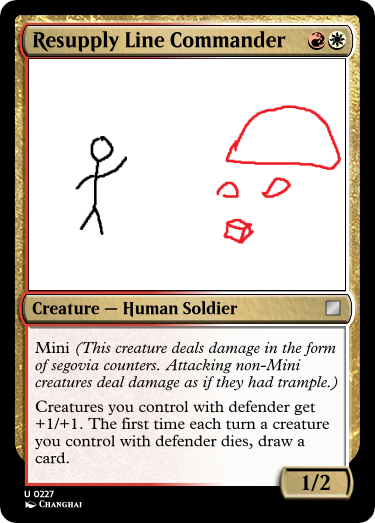 Resupply Line Commander
Creature — Human Soldier
Mini (This creature deals damage in the form
of segovia counters. Attacking non-Mini
creatures deal damage as if they had trample.)
Creatures you control with defender get
+1/+1. The first time each turn a creature
you control with defender dies, draw a
card.
1/2
U 0227
Changhai